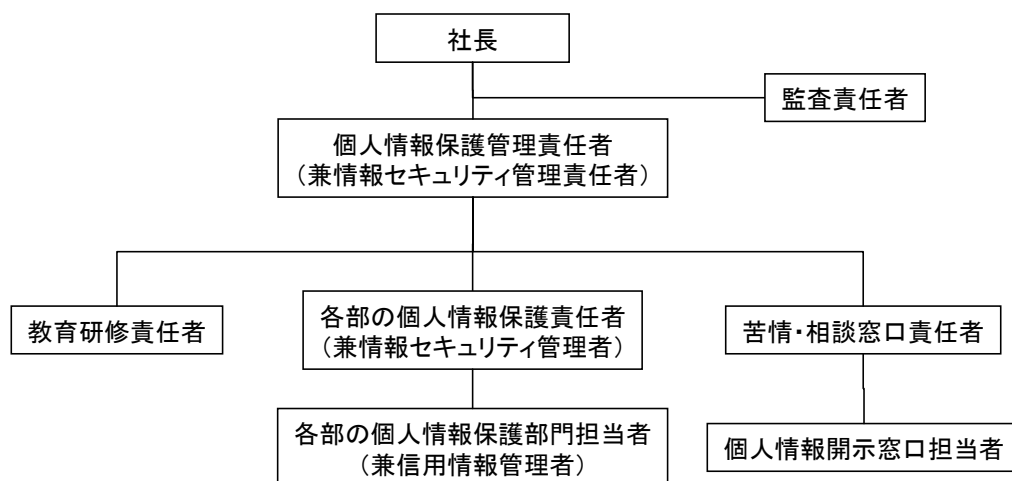 社長
監査責任者
個人情報保護管理責任者
（兼情報セキュリティ管理責任者）
教育研修責任者
各部の個人情報保護責任者
（兼情報セキュリティ管理者）
苦情・相談窓口責任者
各部の個人情報保護部門担当者
（兼信用情報管理者）
個人情報開示窓口担当者